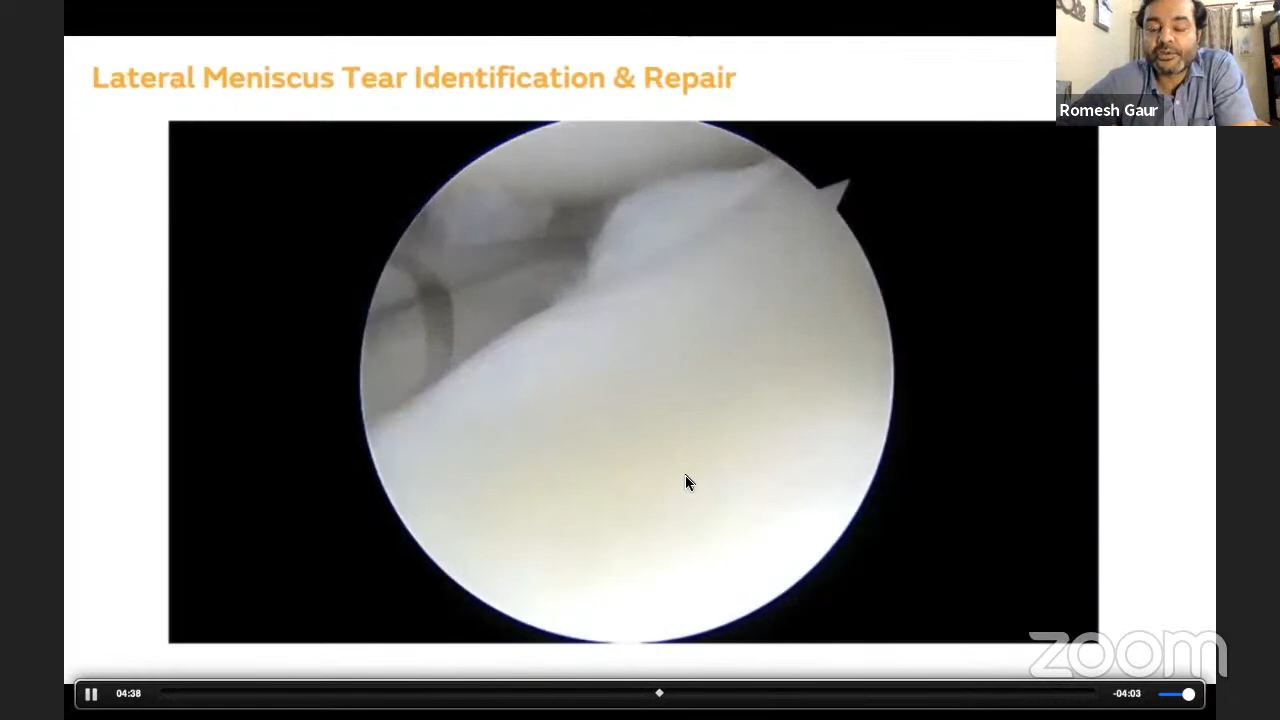 Lateral Meniscus Tear Identification & Repair
Romesh Gaur
zoom
04:38
-04:03